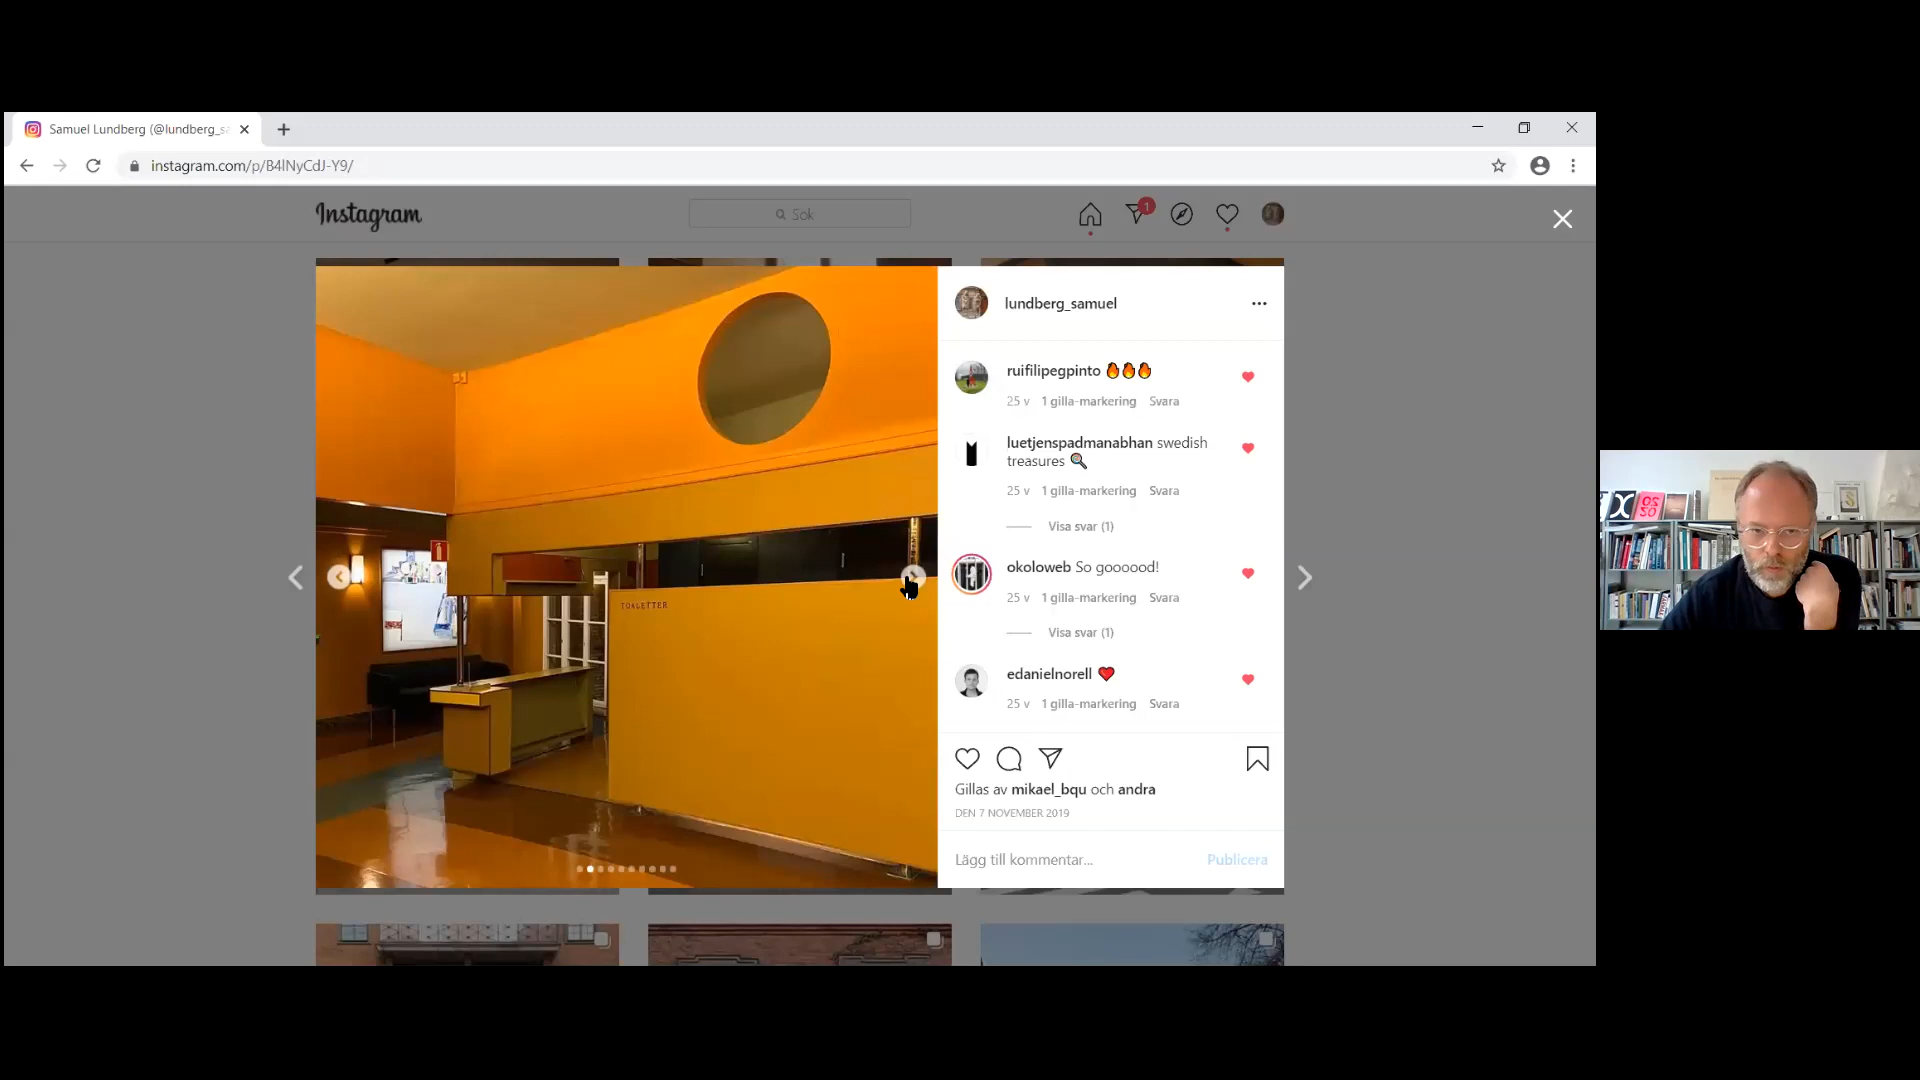 Samuel Lundberg (@lundberg_sa
instagram.com/p/B4lNyCdJ-Y9/
Instagram
Sök
1
lundberg_samuel
ruifilipegpinto 🔥🔥🔥
25 v 1 gilla-markering Svara
luetjenspadmanabhan swedish
treasures 🔍
25 v 1 gilla-markering Svara
Visa svar (1)
okoloweb So goooood!
25 v 1 gilla-markering Svara
Visa svar (1)
edanielnorell ❤️
25 v 1 gilla-markering Svara
TOALETTER
Gillas av mikael_bqu och andra
DEN 7 NOVEMBER 2019
Lägg till kommentar...
Publicera